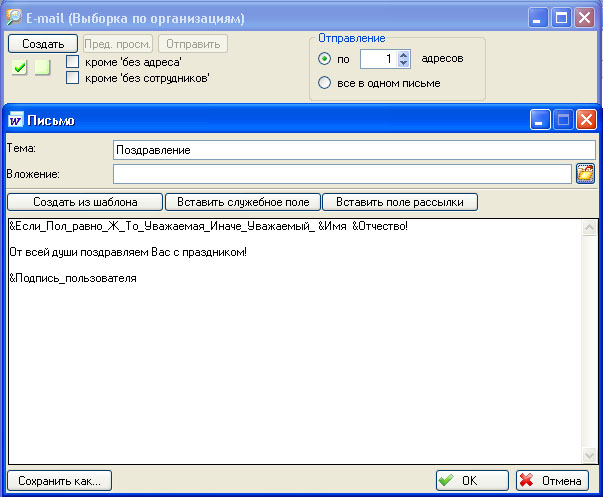 E-mail (Выборка по организациям)
Создать Пред. просм. Отправить
кроме 'без адреса'
кроме 'без сотрудников'
Отправление
по 1 адресов
все в одном письме
Письмо
Тема: Поздравление
Вложение:
Создать из шаблона Вставить служебное поле Вставить поле рассылки
&Если_Пол_равно_Ж_То_Уважаемая_Иначе_Уважаемый_ &Имя &Отчество!
От всей души поздравляем Вас с праздником!
&Подпись_пользователя
Сохранить как... OK Отмена